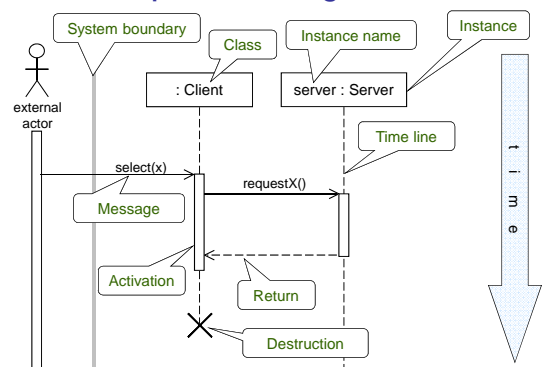 System boundary
Class
Instance name
Instance
external
actor
: Client
server : Server
Time line
select(x)
requestX()
Message
Activation
Return
Destruction
time